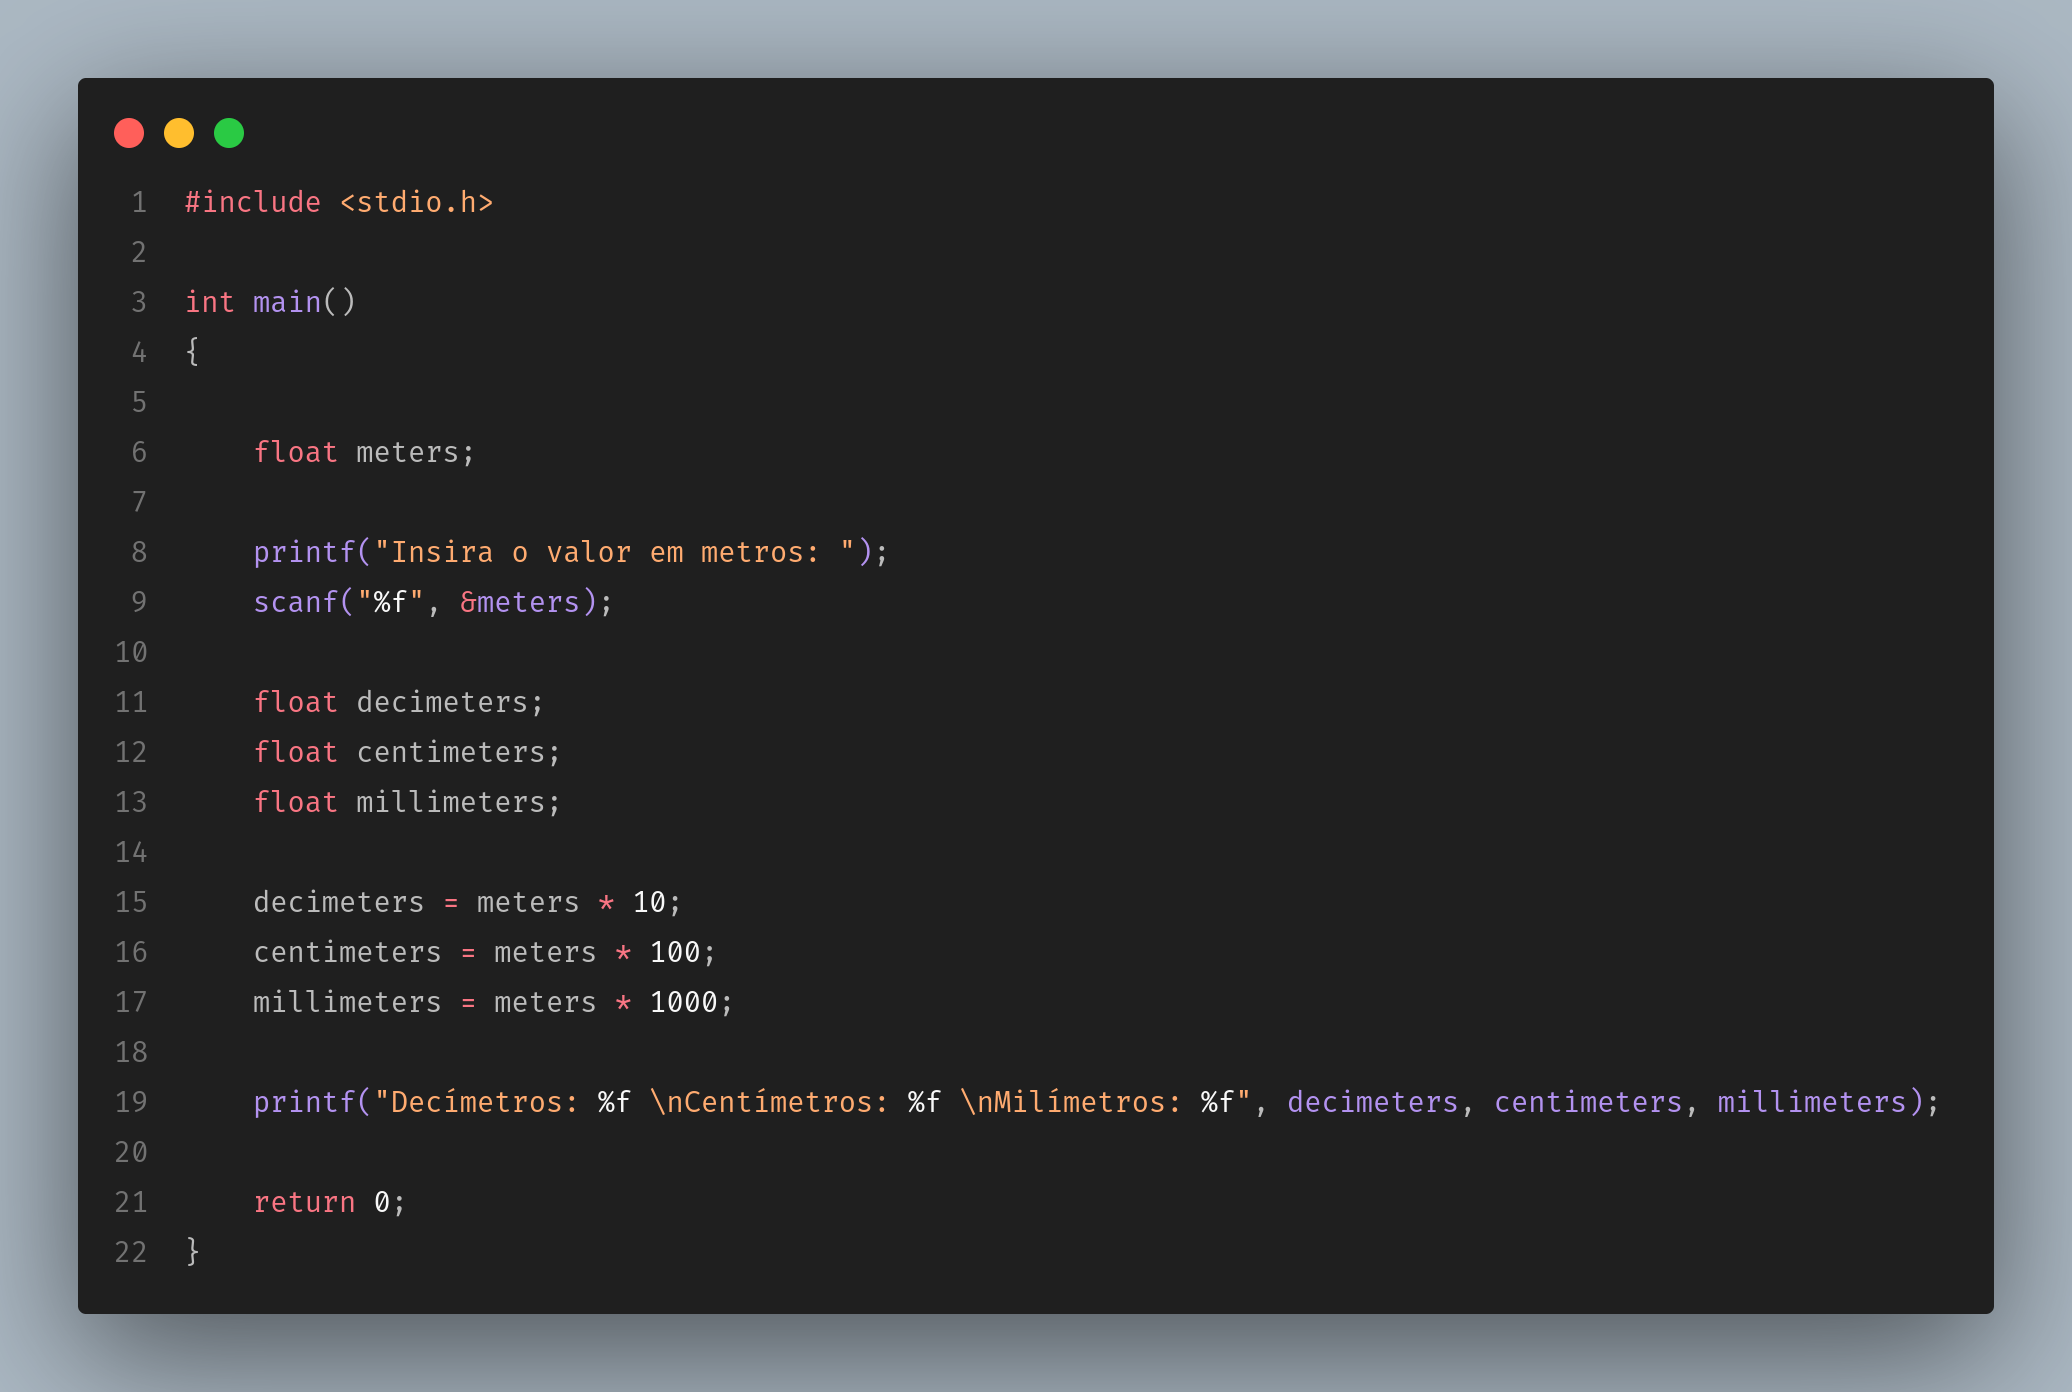 1 #include <stdio.h>
2
3 int main()
4 {
5
6     float meters;
7
8     printf("Insira o valor em metros: ");
9     scanf("%f", &meters);
10
11     float decimeters;
12     float centimeters;
13     float millimeters;
14
15     decimeters = meters * 10;
16     centimeters = meters * 100;
17     millimeters = meters * 1000;
18
19     printf("Decímetros: %f \nCentímetros: %f \nMilímetros: %f", decimeters, centimeters, millimeters);
20
21     return 0;
22 }